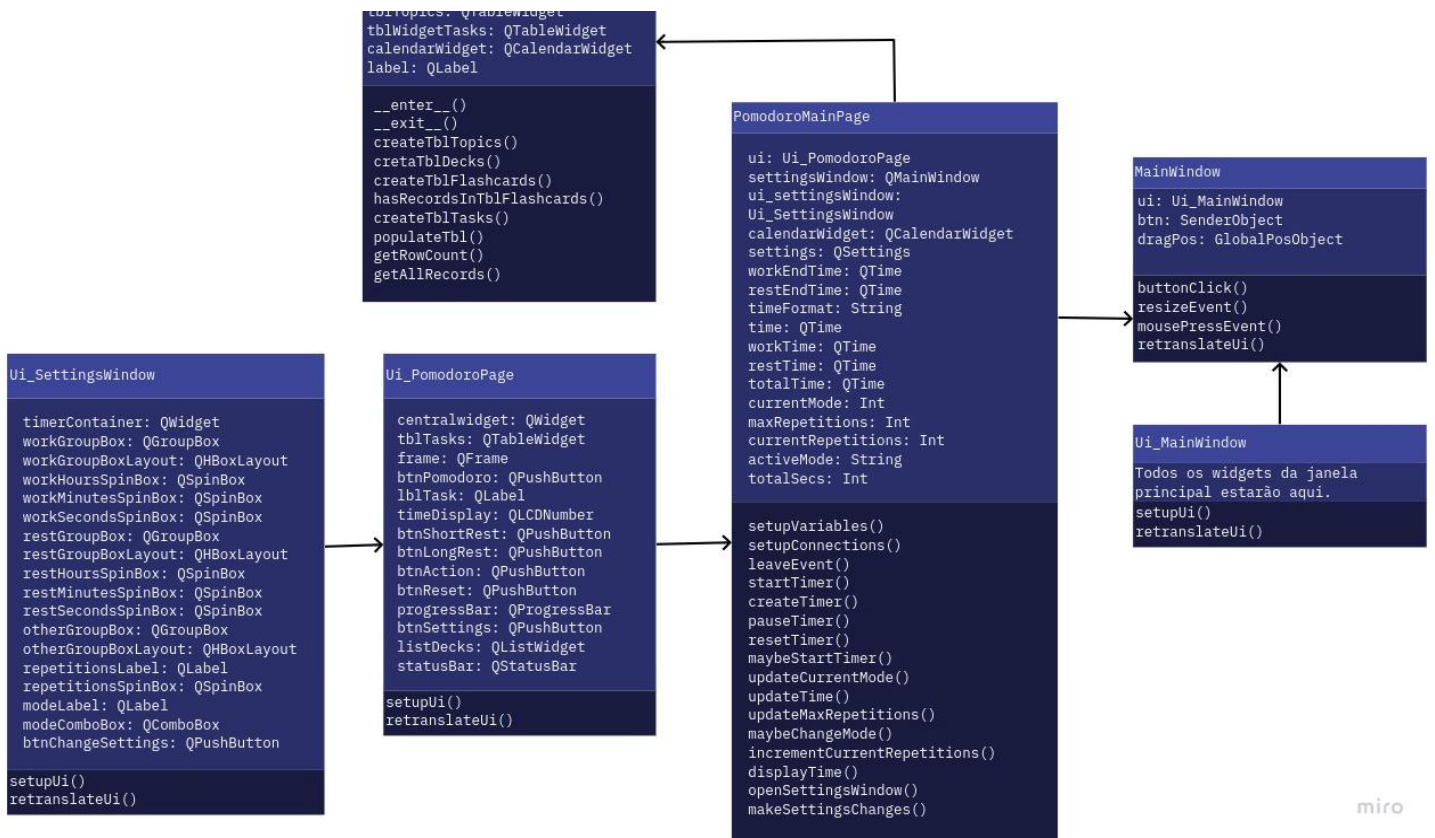 tblTopics: QTableWidget
tblWidgetTasks: QTableWidget
calendarWidget: QCalendarWidget
label: QLabel
__enter__()
__exit__()
createTblTopics()
cretaTblDecks()
createTblFlashcards()
hasRecordsInTblFlashcards()
createTblTasks()
populateTbl()
getRowCount()
getAllRecords()
Ui_SettingsWindow
timerContainer: QWidget
workGroupBox: QGroupBox
workGroupBoxLayout: QHBoxLayout
workHoursSpinBox: QSpinBox
workMinutesSpinBox: QSpinBox
workSecondsSpinBox: QSpinBox
restGroupBox: QGroupBox
restGroupBoxLayout: QHBoxLayout
restHoursSpinBox: QSpinBox
restMinutesSpinBox: QSpinBox
restSecondsSpinBox: QSpinBox
otherGroupBox: QGroupBox
otherGroupBoxLayout: QHBoxLayout
repetitionsLabel: QLabel
repetitionsSpinBox: QSpinBox
modeLabel: QLabel
modeComboBox: QComboBox
btnChangeSettings: QPushButton
setupUi()
retranslateUi()
Ui_PomodoroPage
centralwidget: QWidget
tblTasks: QTableWidget
frame: QFrame
btnPomodoro: QPushButton
lblTask: QLabel
timeDisplay: QLCDNumber
btnShortRest: QPushButton
btnLongRest: QPushButton
btnAction: QPushButton
btnReset: QPushButton
progressBar: QProgressBar
btnSettings: QPushButton
listDecks: QListWidget
statusBar: QStatusBar
setupUi()
retranslateUi()
PomodoroMainPage
ui: Ui_PomodoroPage
settingsWindow: QMainWindow
ui_settingsWindow:
Ui_SettingsWindow
calendarWidget: QCalendarWidget
settings: QSettings
workEndTime: QTime
restEndTime: QTime
timeFormat: String
time: QTime
workTime: QTime
restTime: QTime
totalTime: QTime
currentMode: Int
maxRepetitions: Int
currentRepetitions: Int
activeMode: String
totalSecs: Int
setupVariables()
setupConnections()
leaveEvent()
startTimer()
createTimer()
pauseTimer()
resetTimer()
maybeStartTimer()
updateCurrentMode()
updateTime()
updateMaxRepetitions()
maybeChangeMode()
incrementCurrentRepetitions()
displayTime()
openSettingsWindow()
makeSettingsChanges()
MainWindow
ui: Ui_MainWindow
btn: SenderObject
dragPos: GlobalPosObject
buttonClick()
resizeEvent()
mousePressEvent()
retranslateUi()
Ui_MainWindow
Todos os widgets da janela
principal estarão aqui.
setupUi()
retranslateUi()
miro